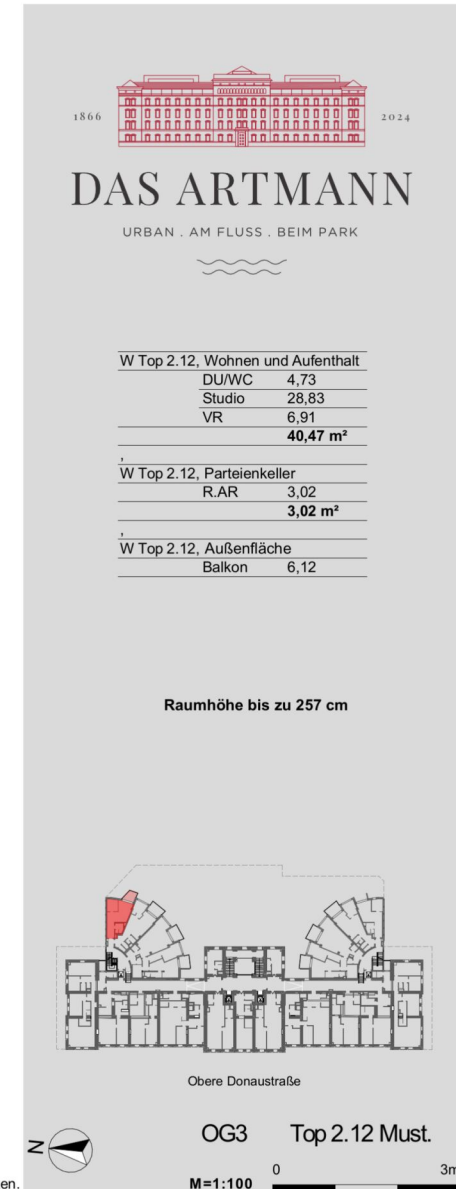 1866
2024
DAS ARTMANN
URBAN . AM FLUSS . BEIM PARK
W Top 2.12, Wohnen und Aufenthalt
DU/WC 4,73
Studio 28,83
VR 6,91
40,47 m²
,
W Top 2.12, Parteienkeller
R.AR 3,02
3,02 m²
,
W Top 2.12, Außenfläche
Balkon 6,12
Raumhöhe bis zu 257 cm
Obere Donaustraße
OG3 Top 2.12 Must.
N
0 3m
en. M=1:100